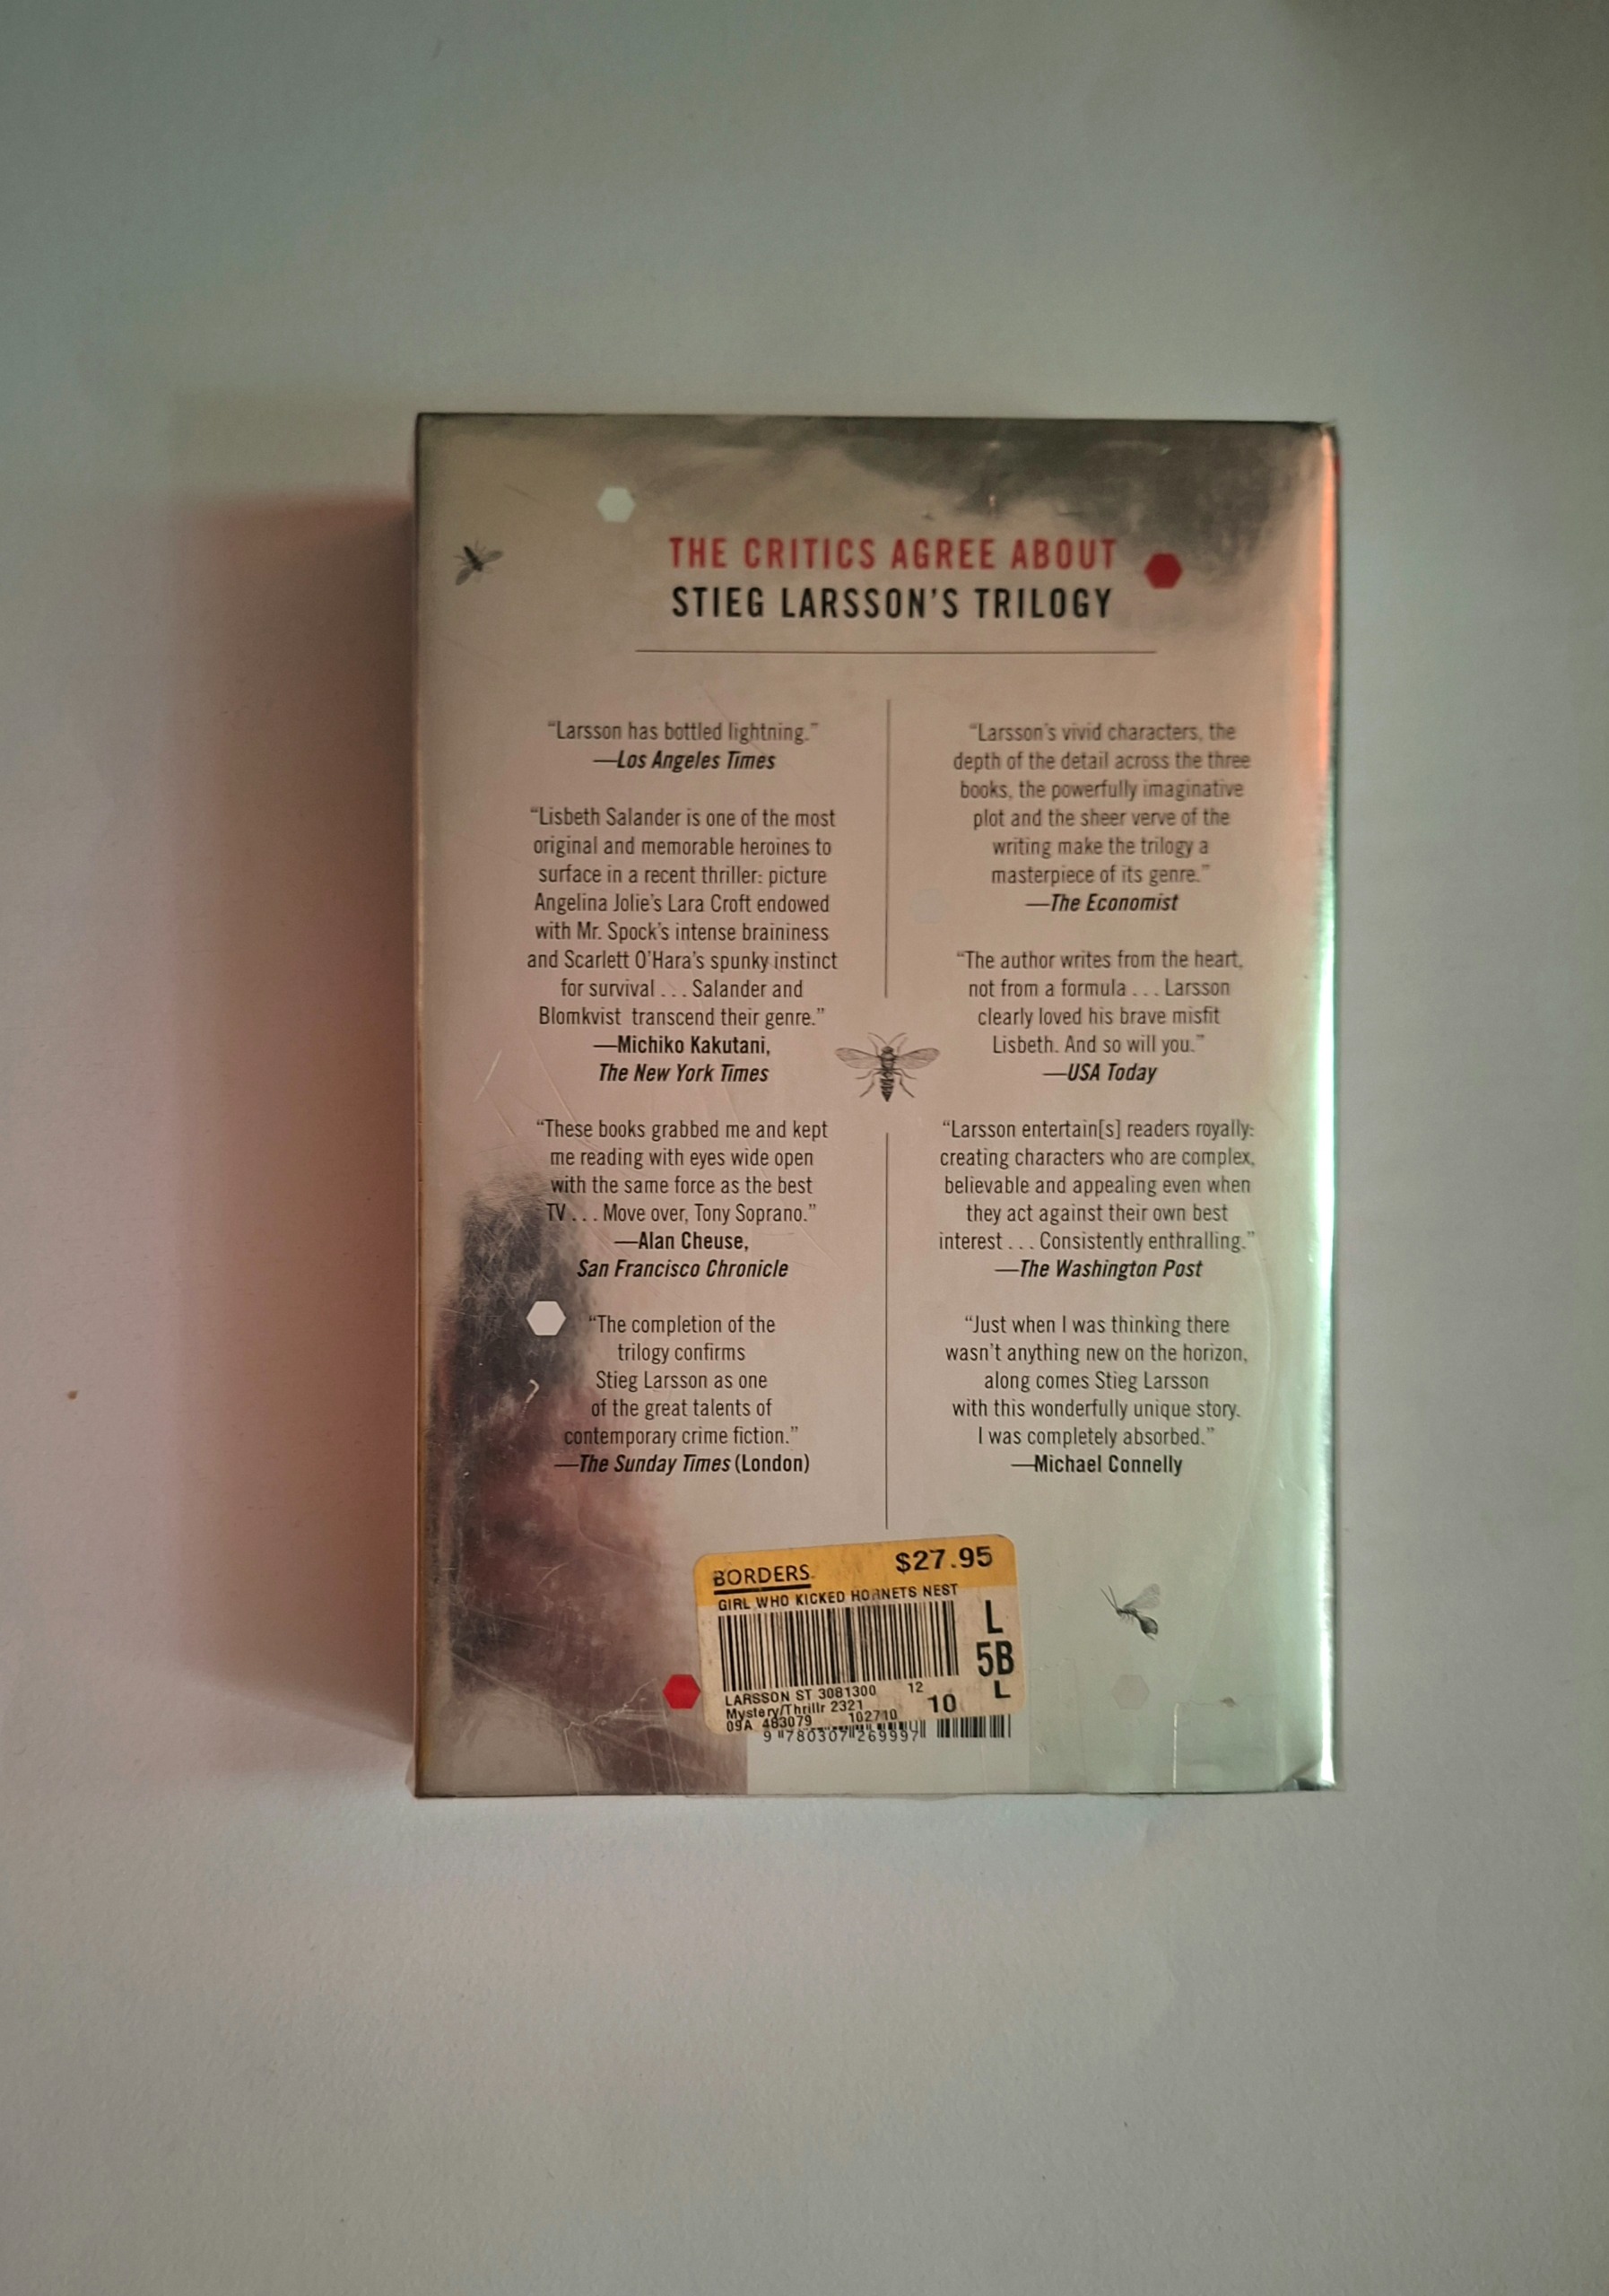 THE CRITICS AGREE ABOUT
STIEG LARSSON'S TRILOGY
“Larsson has bottled lightning.”
—Los Angeles Times
“Lisbeth Salander is one of the most
original and memorable heroines to
surface in a recent thriller: picture
Angelina Jolie's Lara Croft endowed
with Mr. Spock's intense braininess
and Scarlett O'Hara's spunky instinct
for survival . . . Salander and
Blomkvist transcend their genre.”
—Michiko Kakutani,
The New York Times
“These books grabbed me and kept
me reading with eyes wide open
with the same force as the best
TV . . . Move over, Tony Soprano.”
—Alan Cheuse,
San Francisco Chronicle
“The completion of the
trilogy confirms
Stieg Larsson as one
of the great talents of
contemporary crime fiction.”
—The Sunday Times (London)
“Larsson's vivid characters, the
depth of the detail across the three
books, the powerfully imaginative
plot and the sheer verve of the
writing make the trilogy a
masterpiece of its genre.”
—The Economist
“The author writes from the heart,
not from a formula . . . Larsson
clearly loved his brave misfit
Lisbeth. And so will you.”
—USA Today
“Larsson entertain[s] readers royally:
creating characters who are complex,
believable and appealing even when
they act against their own best
interest . . . Consistently enthralling.”
—The Washington Post
“Just when I was thinking there
wasn't anything new on the horizon,
along comes Stieg Larsson
with this wonderfully unique story.
I was completely absorbed.”
—Michael Connelly
BORDERS. $27.95
GIRL WHO KICKED HORNETS NEST
L
5B
L
LARSSON ST 3081300 12
Mystery/Thrillr 2321 10
09A 483079 102710
9 780307 269997